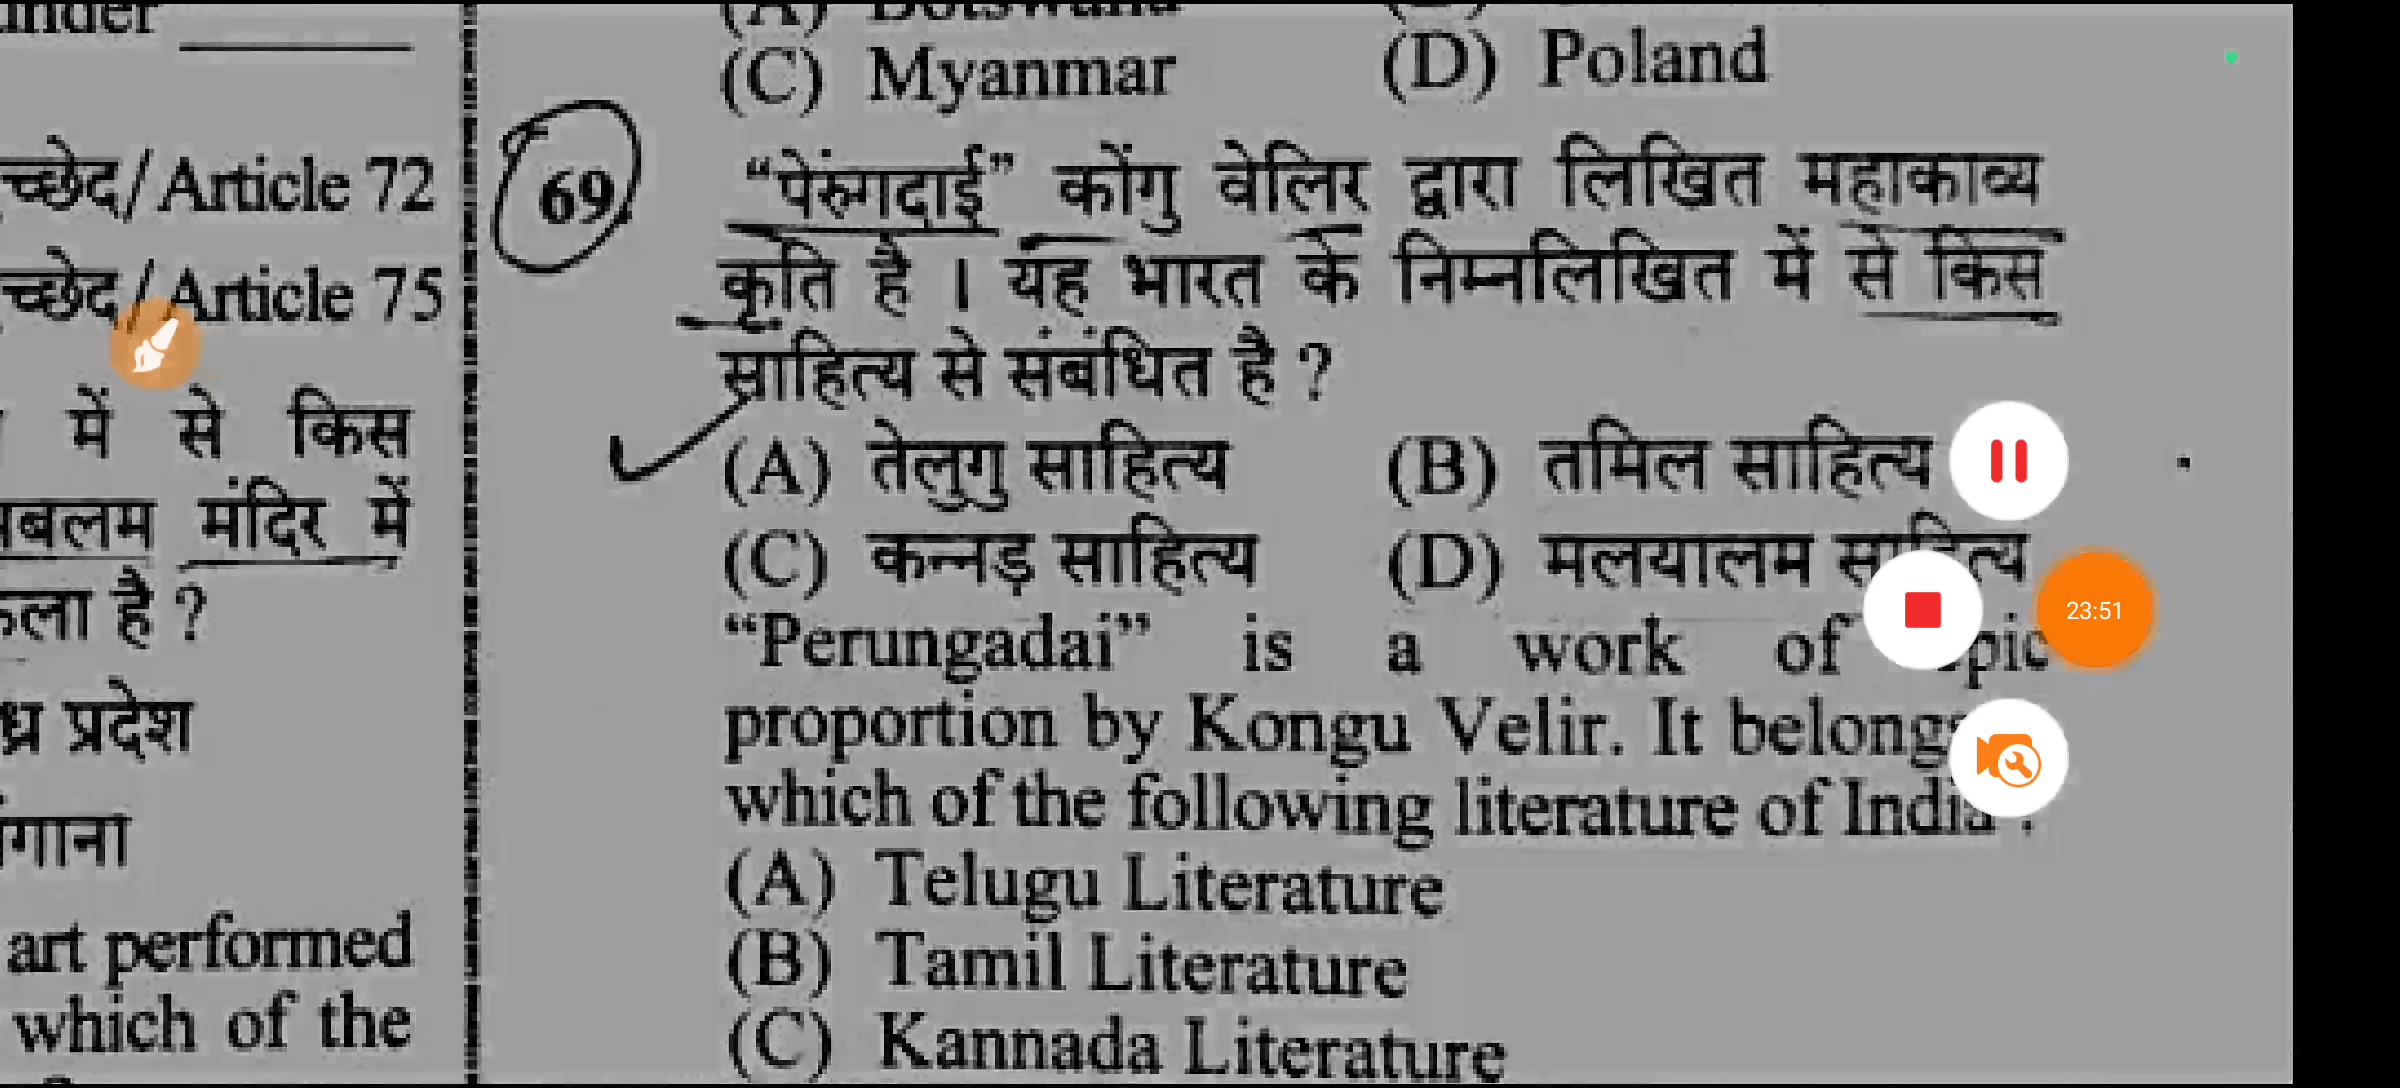 (C) Myanmar (D) Poland
Article 72
Article 75
में से किस
मंदिर में
है ?
प्रदेश
art performed
which of the
69. “पेरुंगदाई” कोंगु वेलिर द्वारा लिखित महाकाव्य
कृति है । यह भारत के निम्नलिखित में से किस
साहित्य से संबंधित है ?
(A) तेलुगु साहित्य (B) तमिल साहित्य
(C) कन्नड़ साहित्य (D) मलयालम साहित्य
“Perungadai” is a work of
proportion by Kongu Velir. It
which of the following literature of India
(A) Telugu Literature
(B) Tamil Literature
(C) Kannada Literature
23:51